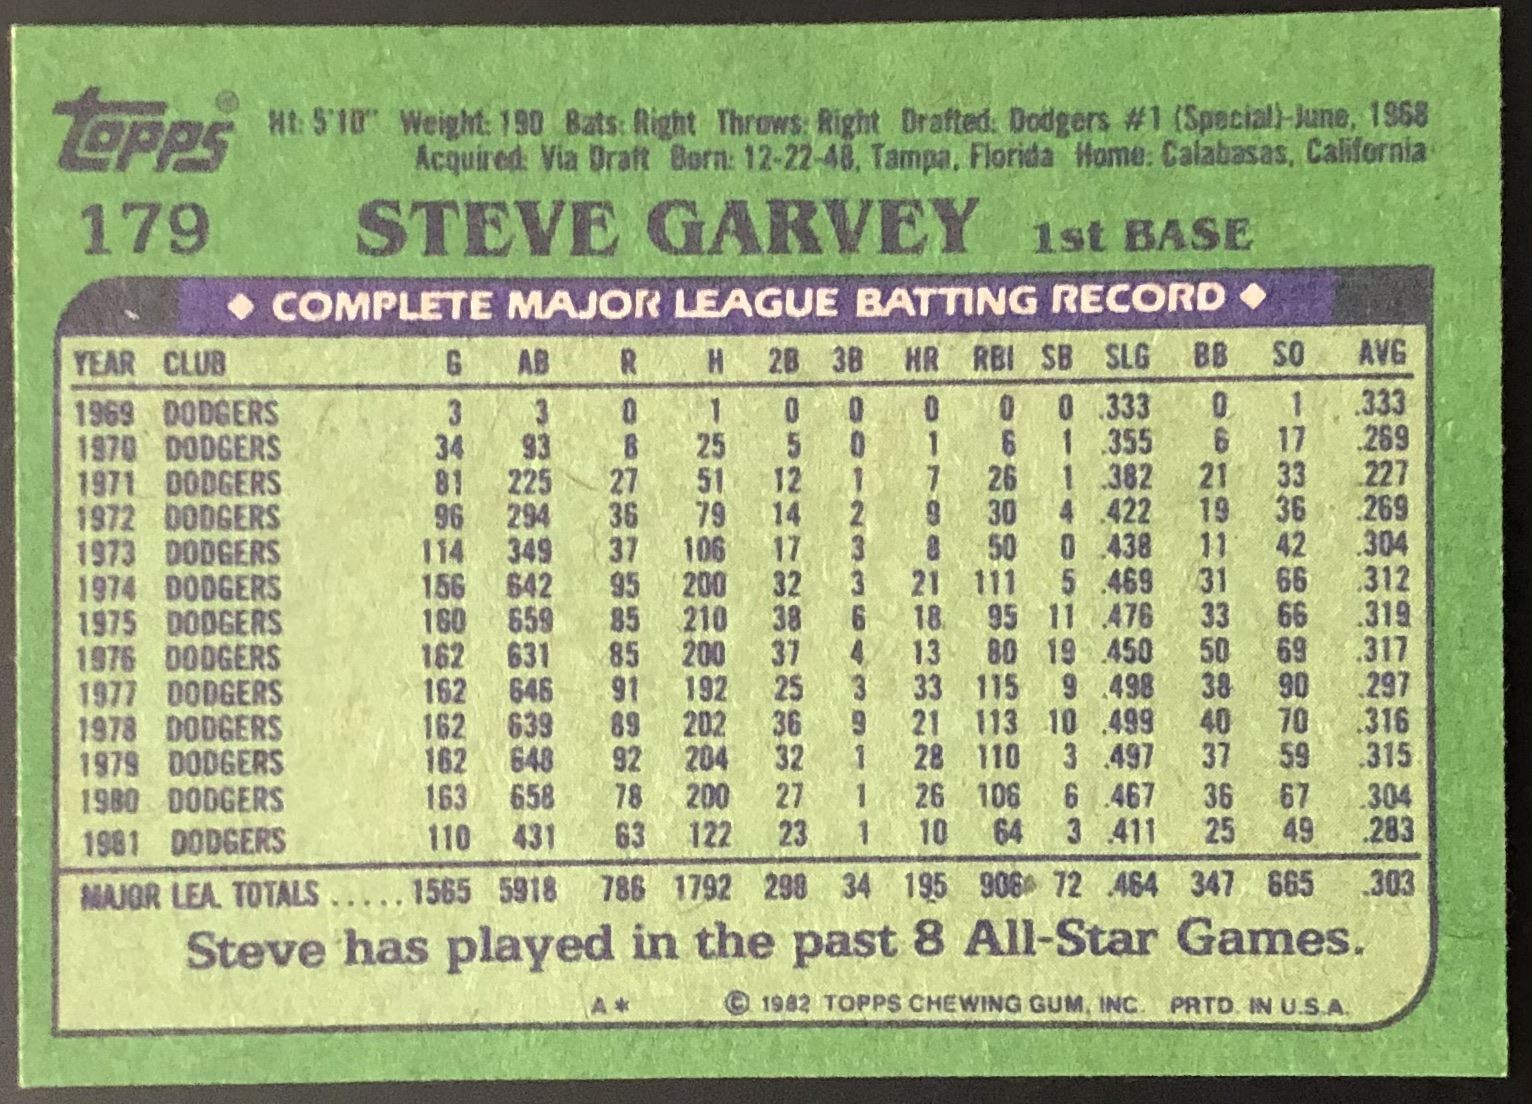 Topps ® Ht: 5'10" Weight: 190 Bats: Right Throws: Right Drafted: Dodgers #1 (Special)-June, 1968
Acquired: Via Draft Born: 12-22-48, Tampa, Florida Home: Calabasas, California
179 STEVE GARVEY 1st BASE
◆ COMPLETE MAJOR LEAGUE BATTING RECORD ◆
YEAR CLUB G AB R H 2B 3B HR RBI SB SLG BB SO AVG
1969 DODGERS 3 3 0 1 0 0 0 0 0 .333 0 1 .333
1970 DODGERS 34 93 8 25 5 0 1 6 1 .355 6 17 .269
1971 DODGERS 81 225 27 51 12 1 7 26 1 .382 21 33 .227
1972 DODGERS 96 294 36 79 14 2 9 30 4 .422 19 36 .269
1973 DODGERS 114 349 37 106 17 3 8 50 0 .438 11 42 .304
1974 DODGERS 156 642 95 200 32 3 21 111 5 .469 31 66 .312
1975 DODGERS 160 659 85 210 38 6 18 95 11 .476 33 66 .319
1976 DODGERS 162 631 85 200 37 4 13 80 19 .450 50 69 .317
1977 DODGERS 162 646 91 192 25 3 33 115 9 .498 38 90 .297
1978 DODGERS 162 639 89 202 36 9 21 113 10 .499 40 70 .316
1979 DODGERS 162 648 92 204 32 1 28 110 3 .497 37 59 .315
1980 DODGERS 163 658 78 200 27 1 26 106 6 .467 36 67 .304
1981 DODGERS 110 431 63 122 23 1 10 64 3 .411 25 49 .283
MAJOR LEA. TOTALS ..... 1565 5918 786 1792 298 34 195 906 72 .464 347 665 .303
Steve has played in the past 8 All-Star Games.
A* © 1982 TOPPS CHEWING GUM, INC. PRTD. IN U.S.A.